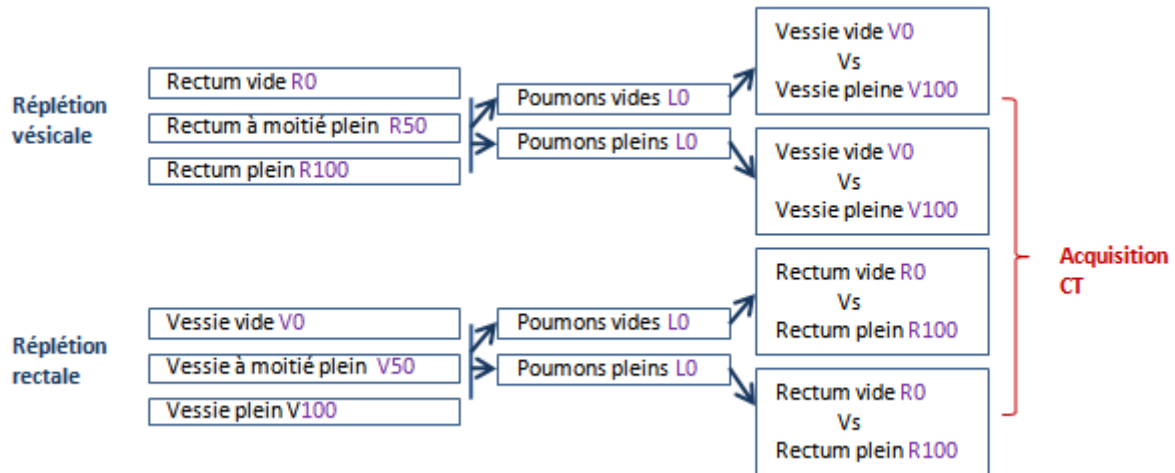 Réplétion
vésicale
Rectum vide R0
Rectum à moitié plein R50
Rectum plein R100
Poumons vides L0
Poumons pleins L0
Vessie vide V0
Vs
Vessie pleine V100
Vessie vide V0
Vs
Vessie pleine V100
Réplétion
rectale
Vessie vide V0
Vessie à moitié plein V50
Vessie plein V100
Poumons vides L0
Poumons pleins L0
Rectum vide R0
Vs
Rectum plein R100
Rectum vide R0
Vs
Rectum plein R100
Acquisition
CT